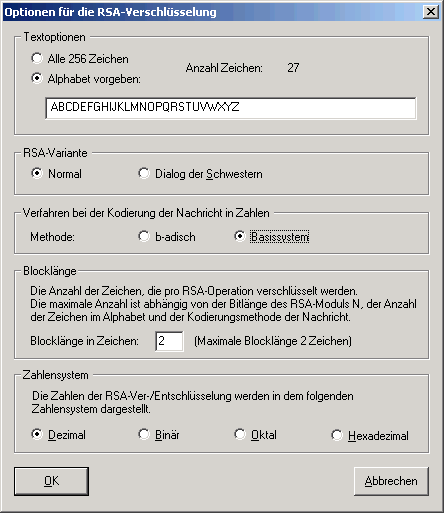 Optionen für die RSA-Verschlüsselung
Textoptionen
Alle 256 Zeichen
Alphabet vorgeben:
Anzahl Zeichen: 27
ABCDEFGHIJKLMNOPQRSTUVWXYZ
RSA-Variante
Normal
Dialog der Schwestern
Verfahren bei der Kodierung der Nachricht in Zahlen
Methode:
b-adisch
Basissystem
Blocklänge
Die Anzahl der Zeichen, die pro RSA-Operation verschlüsselt werden.
Die maximale Anzahl ist abhängig von der Bitlänge des RSA-Moduls N, der Anzahl
der Zeichen im Alphabet und der Kodierungsmethode der Nachricht.
Blocklänge in Zeichen: 2 (Maximale Blocklänge 2 Zeichen)
Zahlensystem
Die Zahlen der RSA-Ver-/Entschlüsselung werden in dem folgenden
Zahlensystem dargestellt.
Dezimal
Binär
Oktal
Hexadezimal
OK
Abbrechen